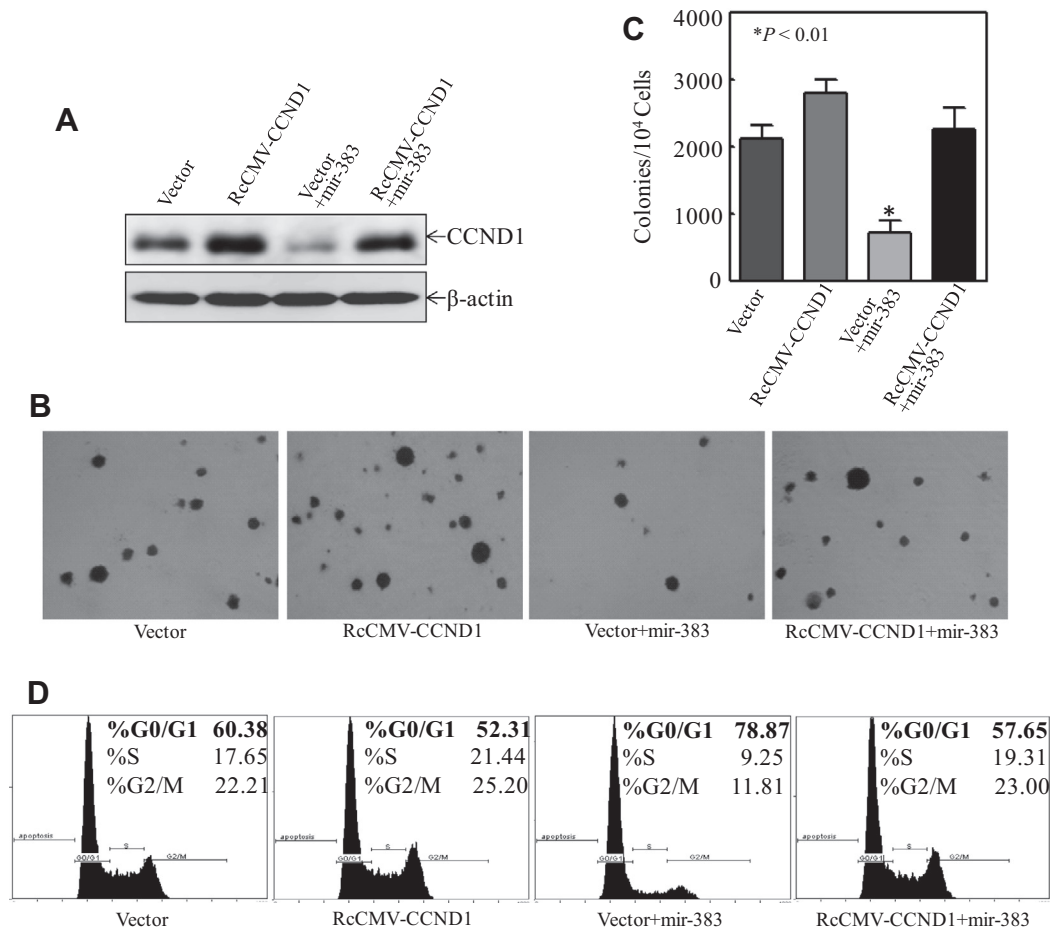 A
Vector
RcCMV-CCND1
Vector
+mir-383
RcCMV-CCND1
+mir-383
CCND1
β-actin
C
*P < 0.01
Colonies/10⁴ Cells
4000
3000
2000
1000
0
*
Vector
RcCMV-CCND1
Vector
+mir-383
RcCMV-CCND1
+mir-383
B
Vector
RcCMV-CCND1
Vector+mir-383
RcCMV-CCND1+mir-383
D
%G0/G1 60.38
%S 17.65
%G2/M 22.21
apoptosis
S
G0/G1
G2/M
Vector
%G0/G1 52.31
%S 21.44
%G2/M 25.20
apoptosis
S
G0/G1
G2/M
RcCMV-CCND1
%G0/G1 78.87
%S 9.25
%G2/M 11.81
apoptosis
S
G0/G1
G2/M
Vector+mir-383
%G0/G1 57.65
%S 19.31
%G2/M 23.00
apoptosis
S
G0/G1
G2/M
RcCMV-CCND1+mir-383